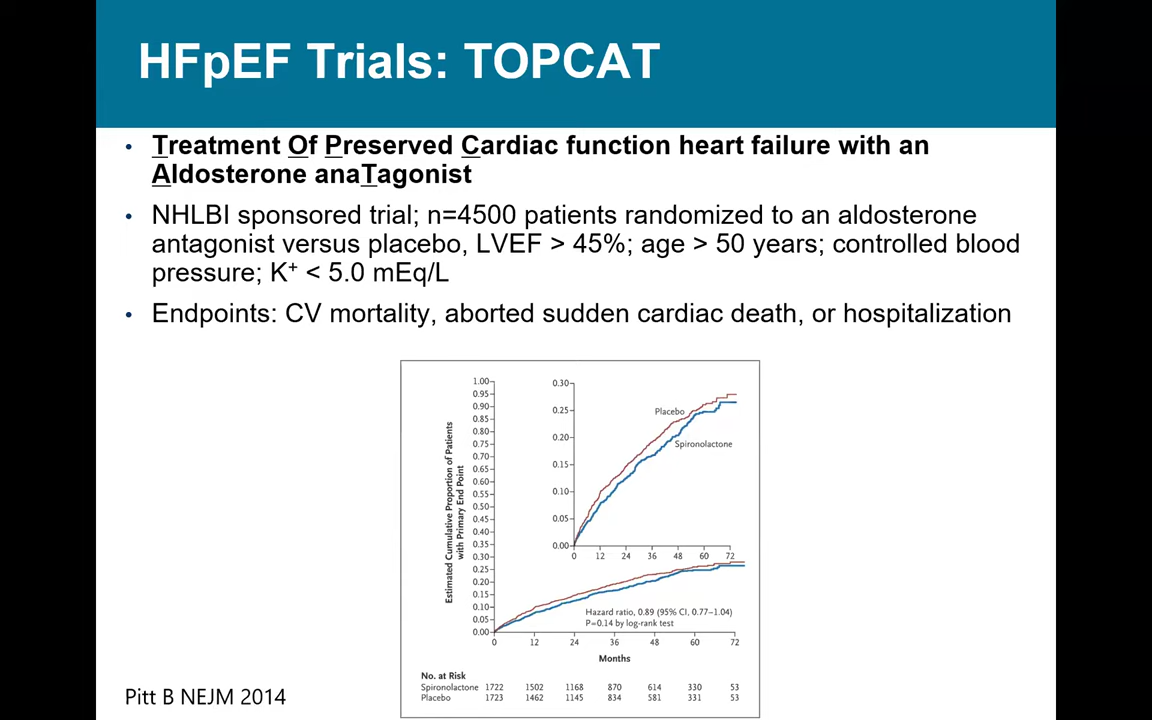 HFpEF Trials: TOPCAT
• Treatment Of Preserved Cardiac function heart failure with an
Aldosterone anaTagonist
• NHLBI sponsored trial; n=4500 patients randomized to an aldosterone
antagonist versus placebo, LVEF > 45%; age > 50 years; controlled blood
pressure; K+ < 5.0 mEq/L
• Endpoints: CV mortality, aborted sudden cardiac death, or hospitalization
Estimated Cumulative Proportion of Patients
with Primary End Point
1.00
0.95
0.90
0.85
0.80
0.75
0.70
0.65
0.60
0.55
0.50
0.45
0.40
0.35
0.30
0.25
0.20
0.15
0.10
0.05
0.00
0.30
0.25
0.20
0.15
0.10
0.05
0.00
Placebo
Spironolactone
0 12 24 36 48 60 72
Hazard ratio, 0.89 (95% CI, 0.77–1.04)
P=0.14 by log-rank test
0 12 24 36 48 60 72
Months
No. at Risk
Spironolactone 1722 1502 1168 870 614 330 53
Placebo 1723 1462 1145 834 581 331 53
Pitt B NEJM 2014